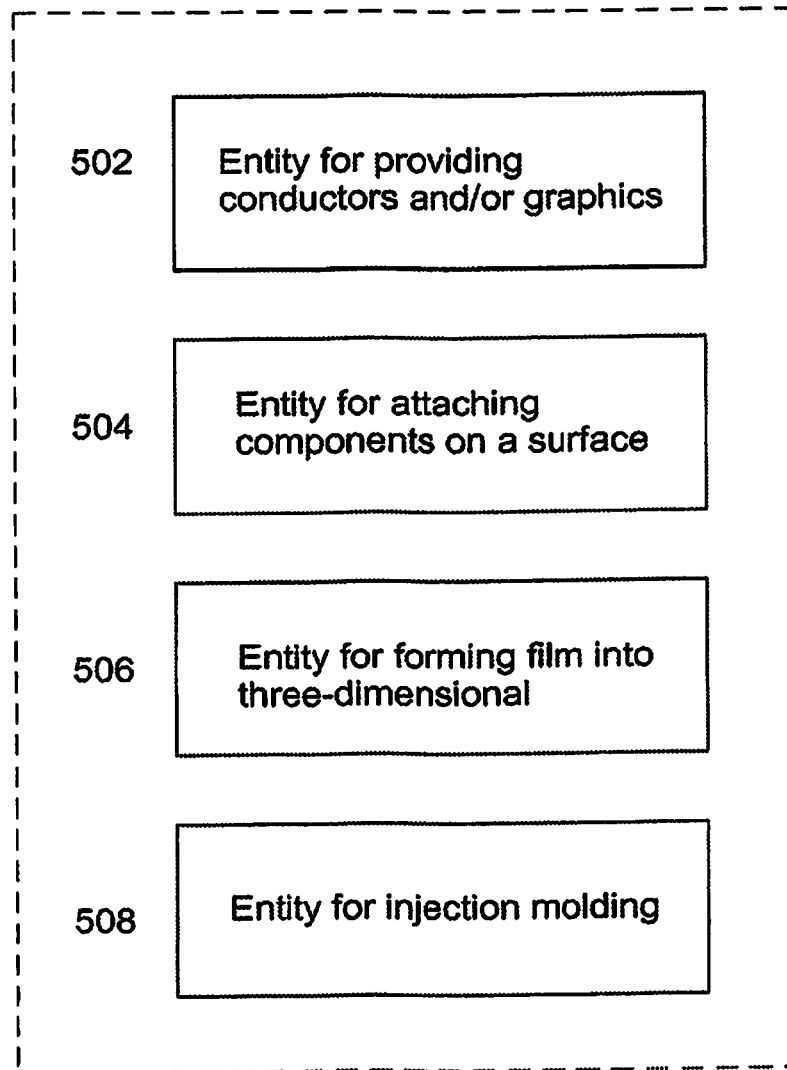 502
Entity for providing
conductors and/or graphics
504
Entity for attaching
components on a surface
506
Entity for forming film into
three-dimensional
508
Entity for injection molding